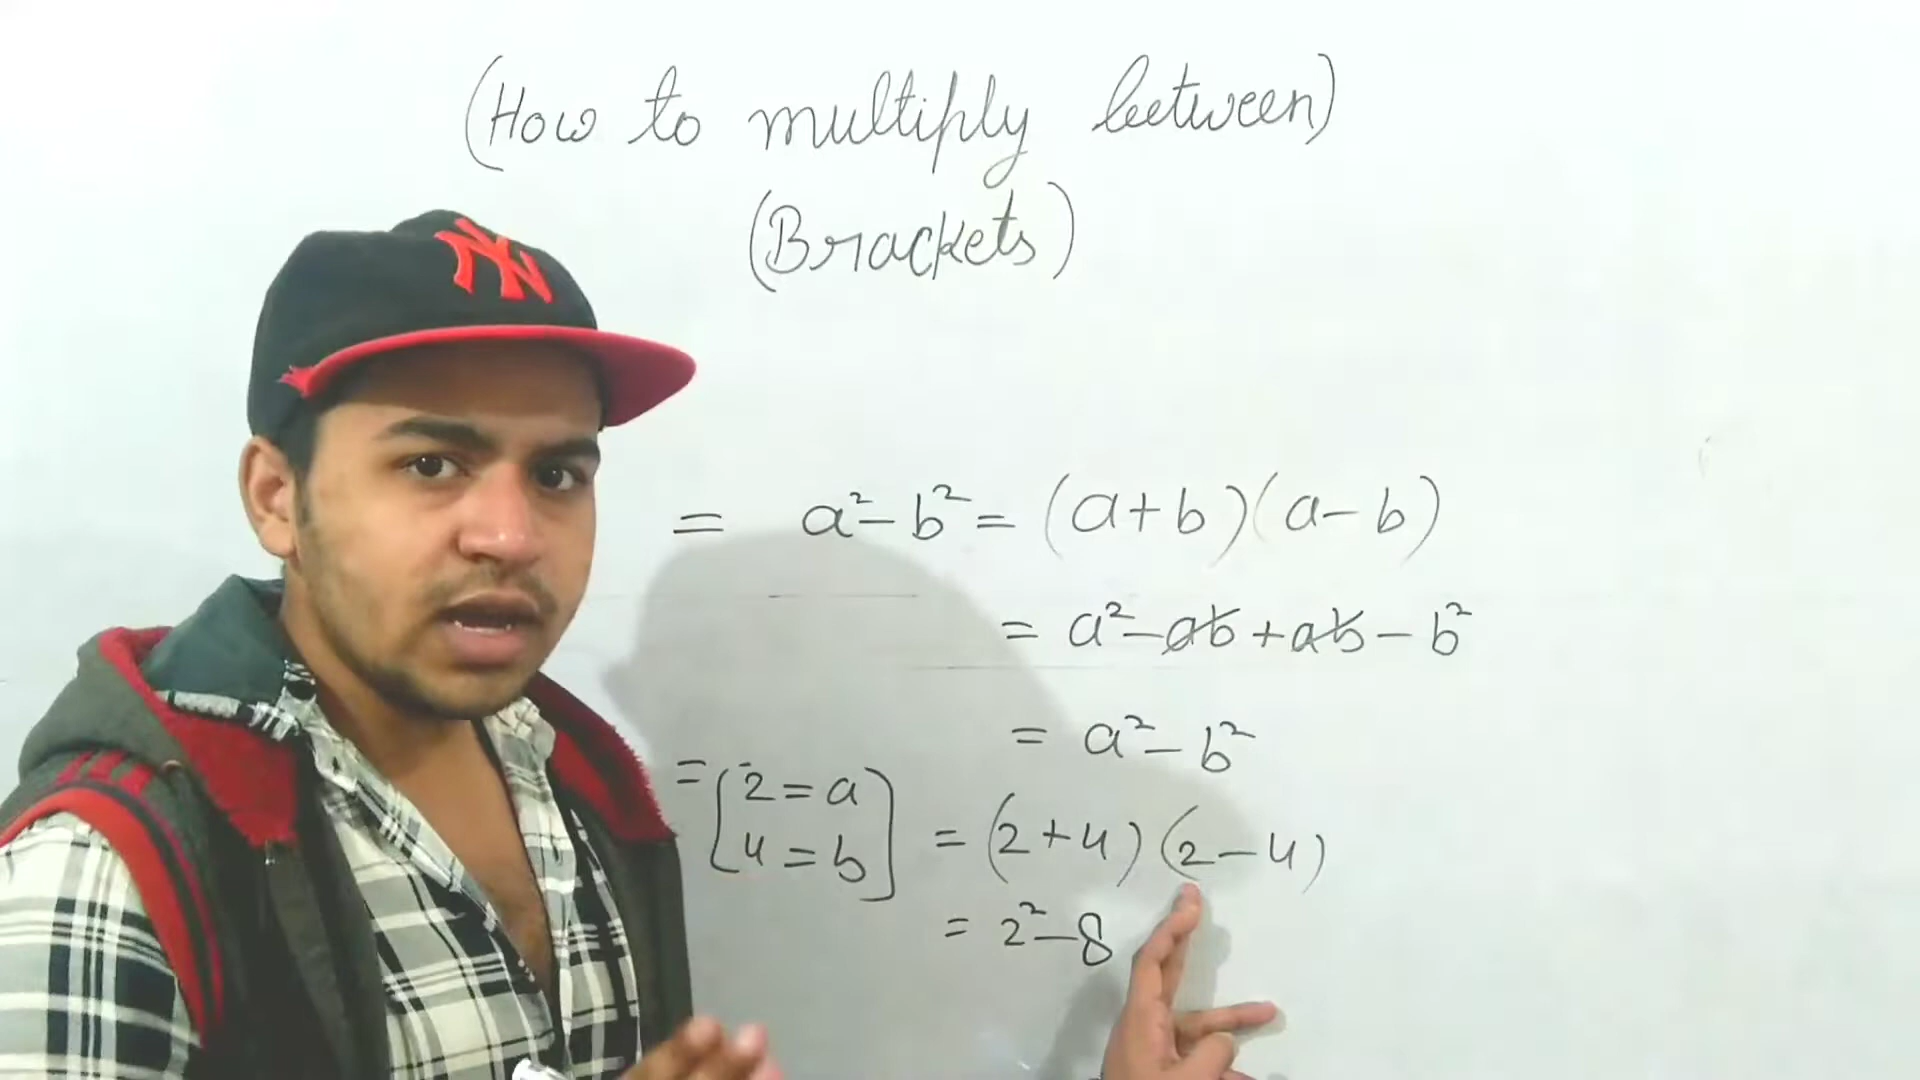 (How to multiply between)
(Brackets)
NY
= a²-b² = (a+b)(a-b)
= a²-ab+ab-b²
= a²-b²
= [2=a
4=b] = (2+4)(2-4)
= 2²-8